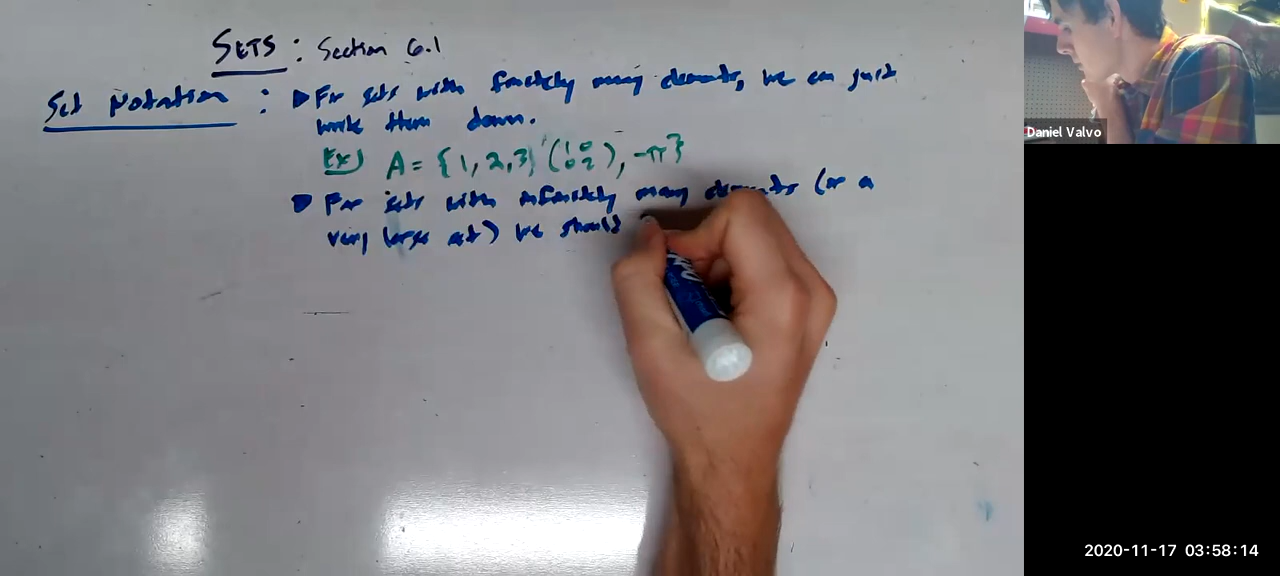 SETS: Section 6.1
Set Notation: ▶ For sets with finitely many elements, we can just
write them down.
Ex) A = {1, 2, 3, (1 0 0 2), -π}
▶ For sets with infinitely many elements (or a
very large set) we should
Daniel Valvo
2020-11-17 03:58:14